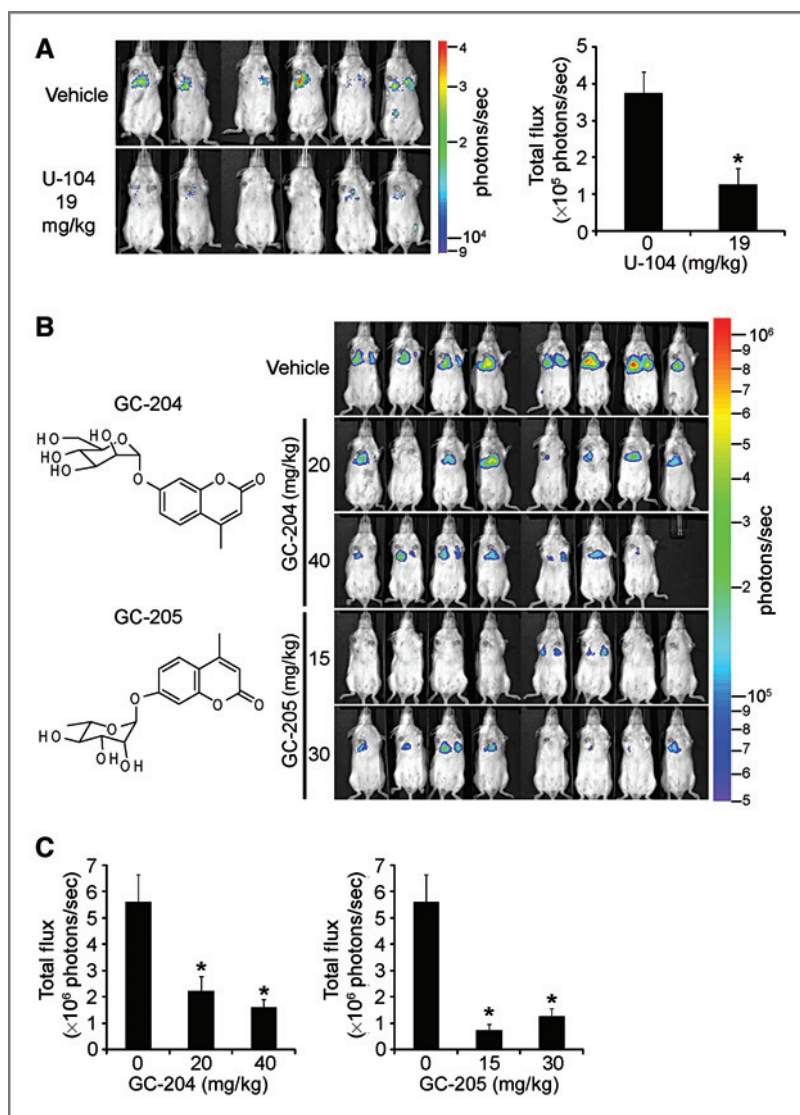 A
Vehicle
U-104
19
mg/kg
4
3
2
10⁴
9
photons/sec
Total flux
(×10⁵ photons/sec)
5
4
3
2
1
0
0 19
U-104 (mg/kg)
*
B
GC-204
HO
HO
HO
HO
O
O
O
O
GC-205
O
O
O
O
HO
HO
OH
Vehicle
20
40
GC-204 (mg/kg)
15
30
GC-205 (mg/kg)
10⁶
9
8
7
6
5
4
3
2
10⁵
9
8
7
6
5
photons/sec
C
Total flux
(×10⁶ photons/sec)
7
6
5
4
3
2
1
0
* *
0 20 40
GC-204 (mg/kg)
Total flux
(×10⁶ photons/sec)
7
6
5
4
3
2
1
0
* *
0 15 30
GC-205 (mg/kg)